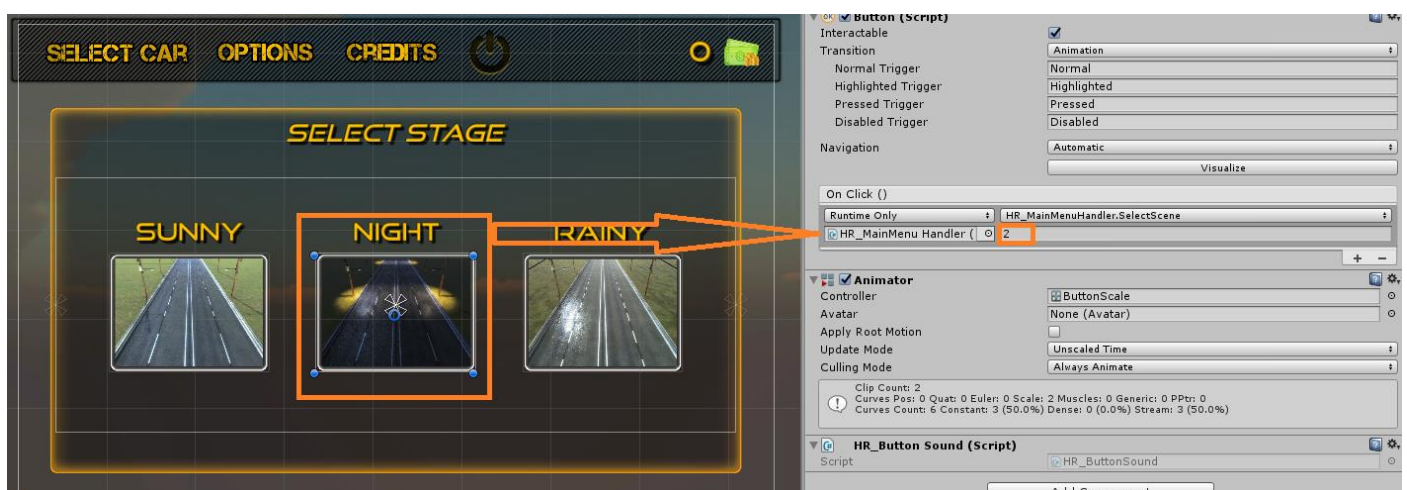 SELECT CAR OPTIONS CREDITS 0
SELECT STAGE
SUNNY NIGHT RAINY
Button (Script)
Interactable
Transition Animation
Normal Trigger Normal
Highlighted Trigger Highlighted
Pressed Trigger Pressed
Disabled Trigger Disabled
Navigation Automatic
Visualize
On Click ()
Runtime Only HR_MainMenuHandler.SelectScene
HR_MainMenu Handler ( 2
+ −
Animator
Controller ButtonScale
Avatar None (Avatar)
Apply Root Motion
Update Mode Unscaled Time
Culling Mode Always Animate
Clip Count: 2
Curves Pos: 0 Quat: 0 Euler: 0 Scale: 2 Muscles: 0 Generic: 0 PPtr: 0
Curves Count: 6 Constant: 3 (50.0%) Dense: 0 (0.0%) Stream: 3 (50.0%)
HR_Button Sound (Script)
Script HR_ButtonSound